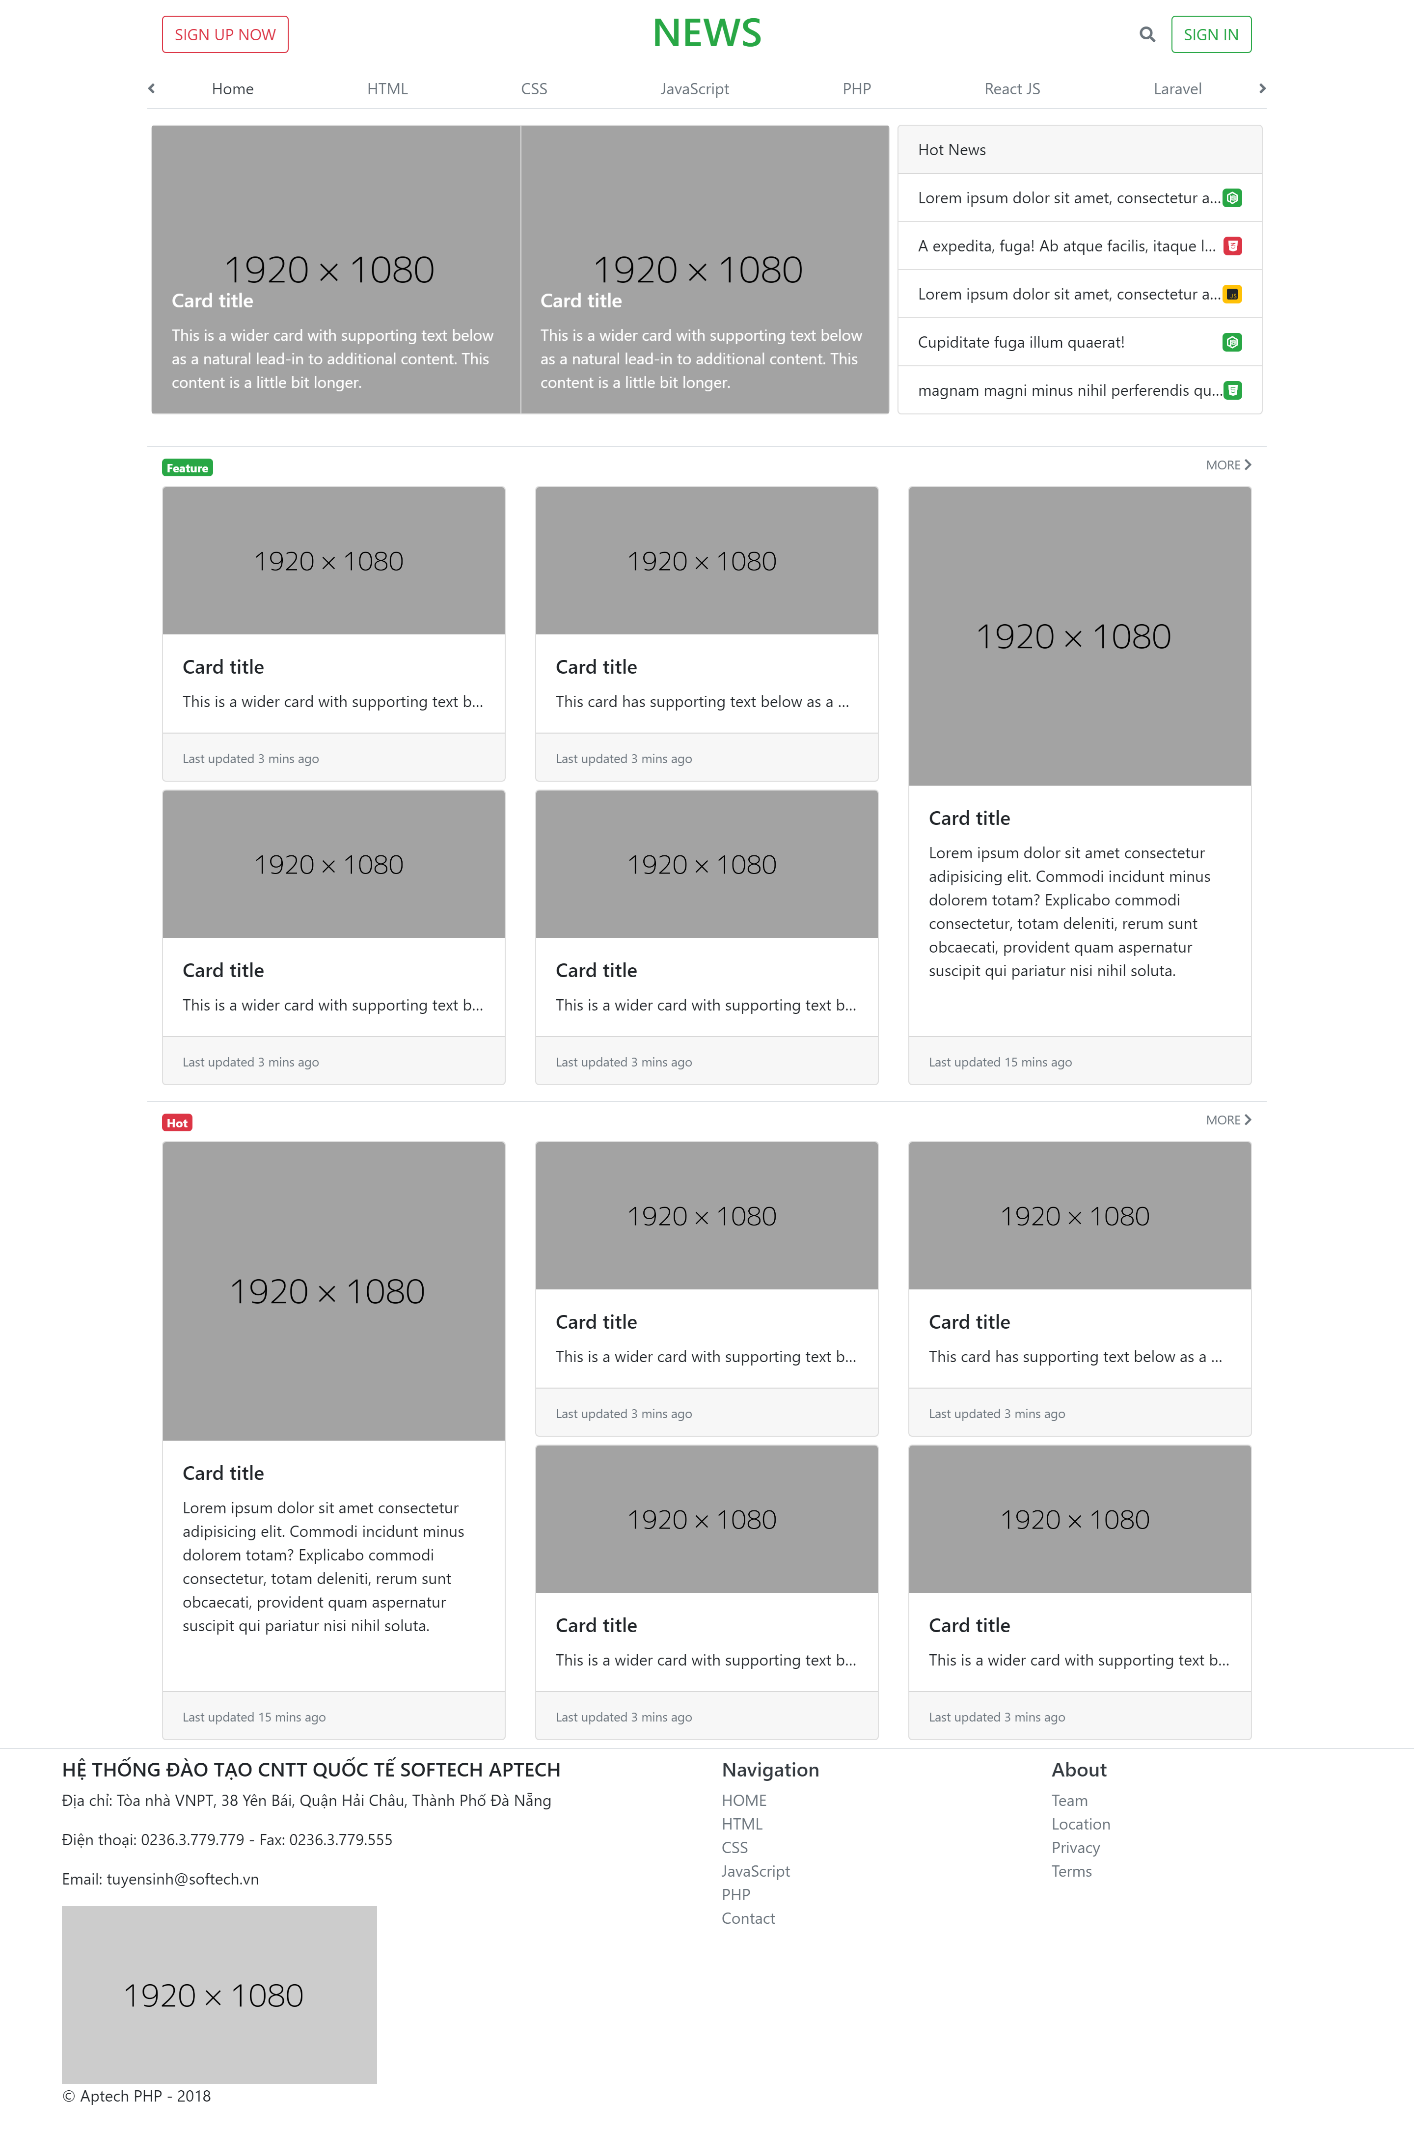 SIGN UP NOW
NEWS
SIGN IN
Home
HTML
CSS
JavaScript
PHP
React JS
Laravel
1920 × 1080
Card title
This is a wider card with supporting text below
as a natural lead-in to additional content. This
content is a little bit longer.
1920 × 1080
Card title
This is a wider card with supporting text below
as a natural lead-in to additional content. This
content is a little bit longer.
Hot News
Lorem ipsum dolor sit amet, consectetur a...
A expedita, fuga! Ab atque facilis, itaque l...
Lorem ipsum dolor sit amet, consectetur a...
Cupiditate fuga illum quaerat!
magnam magni minus nihil perferendis qu...
Feature
MORE
1920 × 1080
Card title
This is a wider card with supporting text b...
Last updated 3 mins ago
1920 × 1080
Card title
This card has supporting text below as a ...
Last updated 3 mins ago
1920 × 1080
Card title
Lorem ipsum dolor sit amet consectetur
adipisicing elit. Commodi incidunt minus
dolorem totam? Explicabo commodi
consectetur, totam deleniti, rerum sunt
obcaecati, provident quam aspernatur
suscipit qui pariatur nisi nihil soluta.
Last updated 15 mins ago
1920 × 1080
Card title
This is a wider card with supporting text b...
Last updated 3 mins ago
1920 × 1080
Card title
This is a wider card with supporting text b...
Last updated 3 mins ago
Hot
MORE
1920 × 1080
Card title
Lorem ipsum dolor sit amet consectetur
adipisicing elit. Commodi incidunt minus
dolorem totam? Explicabo commodi
consectetur, totam deleniti, rerum sunt
obcaecati, provident quam aspernatur
suscipit qui pariatur nisi nihil soluta.
Last updated 15 mins ago
1920 × 1080
Card title
This is a wider card with supporting text b...
Last updated 3 mins ago
1920 × 1080
Card title
This card has supporting text below as a ...
Last updated 3 mins ago
1920 × 1080
Card title
This is a wider card with supporting text b...
Last updated 3 mins ago
1920 × 1080
Card title
This is a wider card with supporting text b...
Last updated 3 mins ago
HỆ THỐNG ĐÀO TẠO CNTT QUỐC TẾ SOFTECH APTECH
Địa chỉ: Tòa nhà VNPT, 38 Yên Bái, Quận Hải Châu, Thành Phố Đà Nẵng
Điện thoại: 0236.3.779.779 - Fax: 0236.3.779.555
Email: tuyensinh@softech.vn
1920 × 1080
© Aptech PHP - 2018
Navigation
HOME
HTML
CSS
JavaScript
PHP
Contact
About
Team
Location
Privacy
Terms